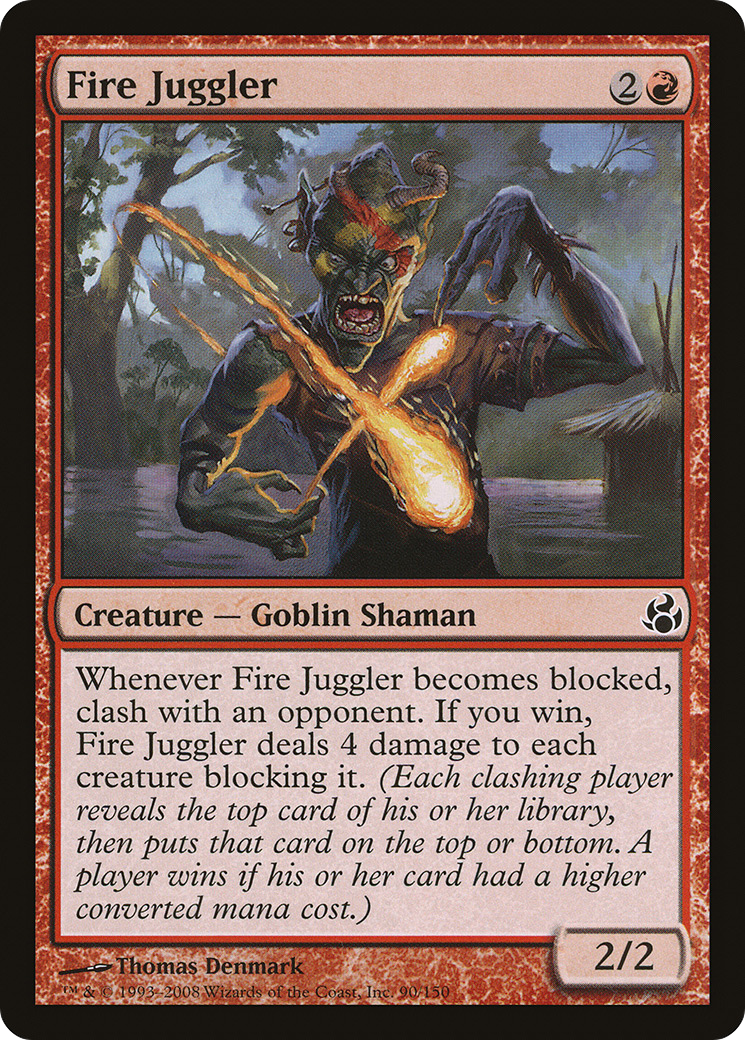 Fire Juggler
2
Creature — Goblin Shaman
Whenever Fire Juggler becomes blocked,
clash with an opponent. If you win,
Fire Juggler deals 4 damage to each
creature blocking it. (Each clashing player
reveals the top card of his or her library,
then puts that card on the top or bottom. A
player wins if his or her card had a higher
converted mana cost.)
2/2
Thomas Denmark
™ & © 1993–2008 Wizards of the Coast, Inc. 90/150